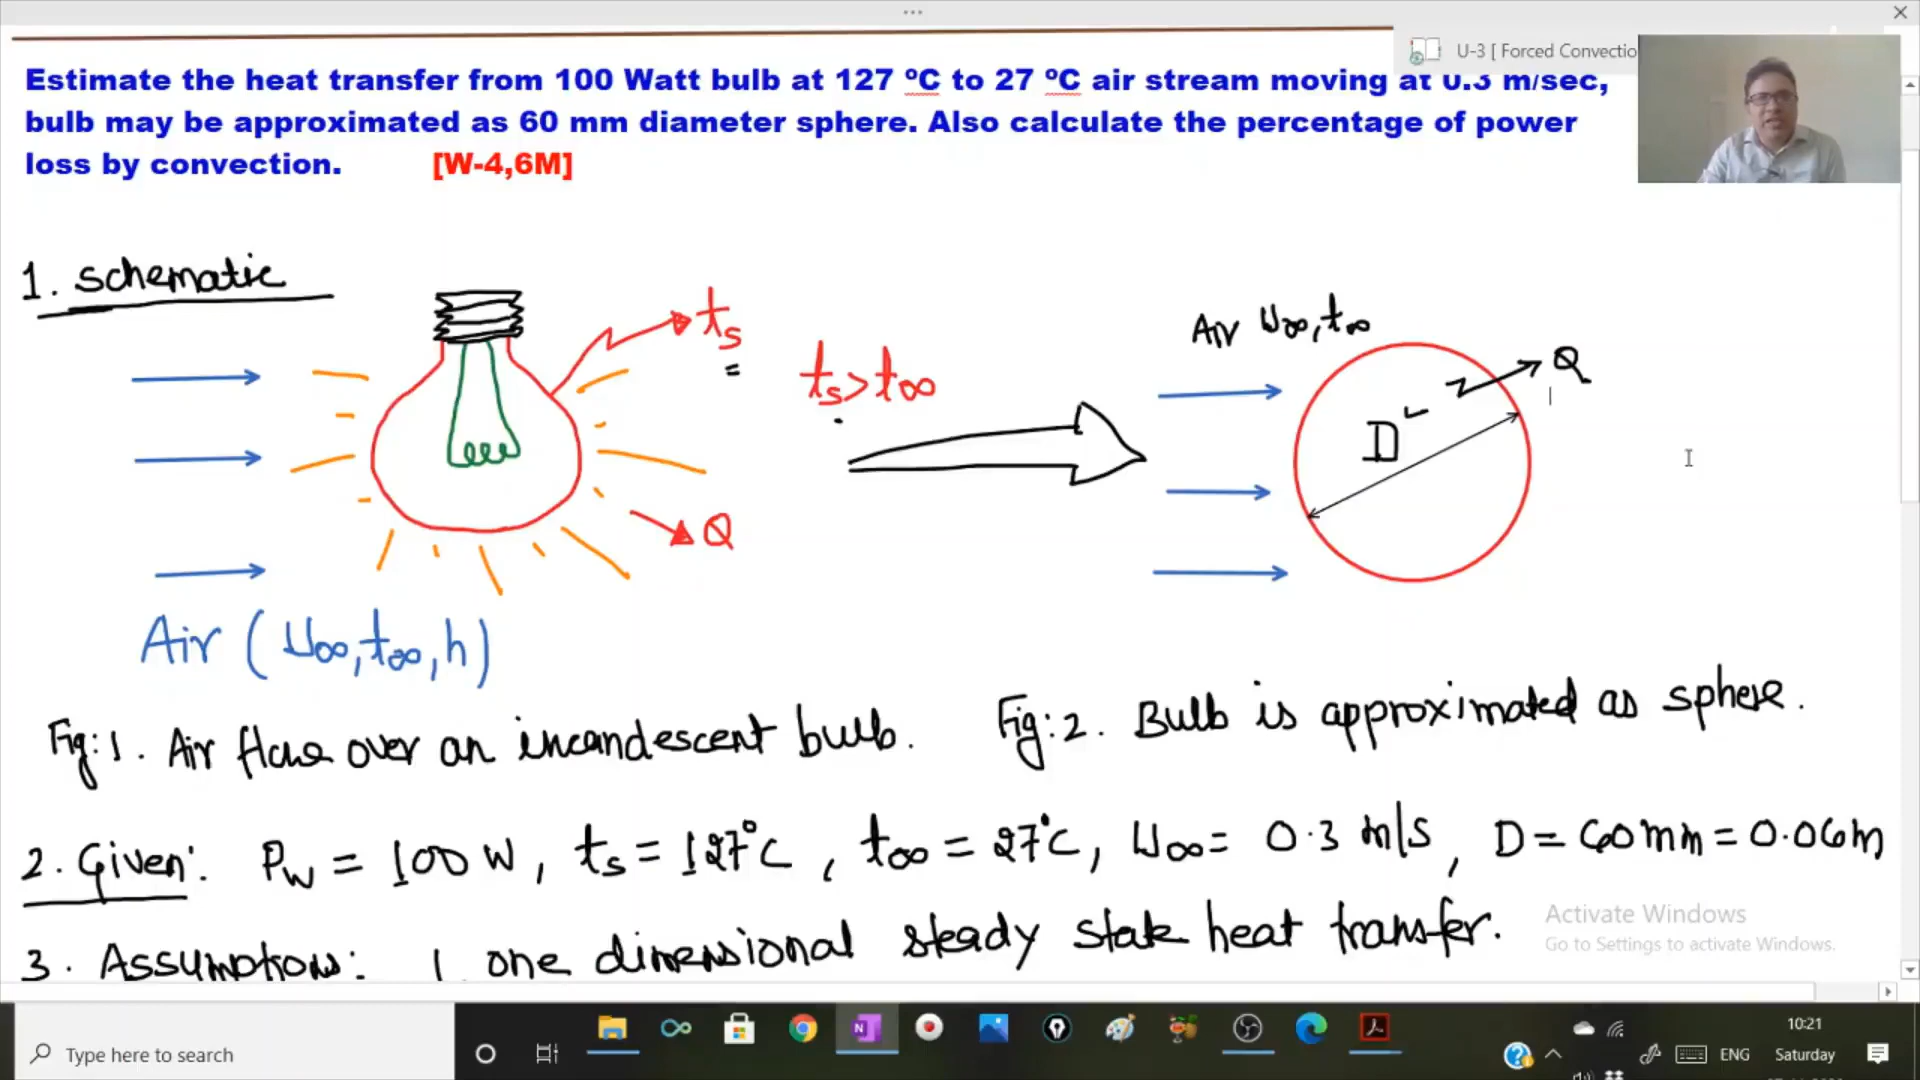 U-3 [ Forced Convectio
Estimate the heat transfer from 100 Watt bulb at 127 ºC to 27 ºC air stream moving at 0.3 m/sec,
bulb may be approximated as 60 mm diameter sphere. Also calculate the percentage of power
loss by convection. [W-4,6M]
1. Schematic
ts
ts>t∞
Air U∞,t∞
Q
D
Q
Air (U∞,t∞,h)
Fig:1. Air flow over an incandescent bulb.
Fig:2. Bulb is approximated as sphere.
2. Given: Pw = 100 W, ts = 127°C, t∞ = 27°C, U∞ = 0.3 m/s, D = 60mm = 0.06m
3. Assumptions: 1. one dimensional steady state heat transfer.
Activate Windows
Go to Settings to activate Windows.
Type here to search
ENG
10:21
Saturday